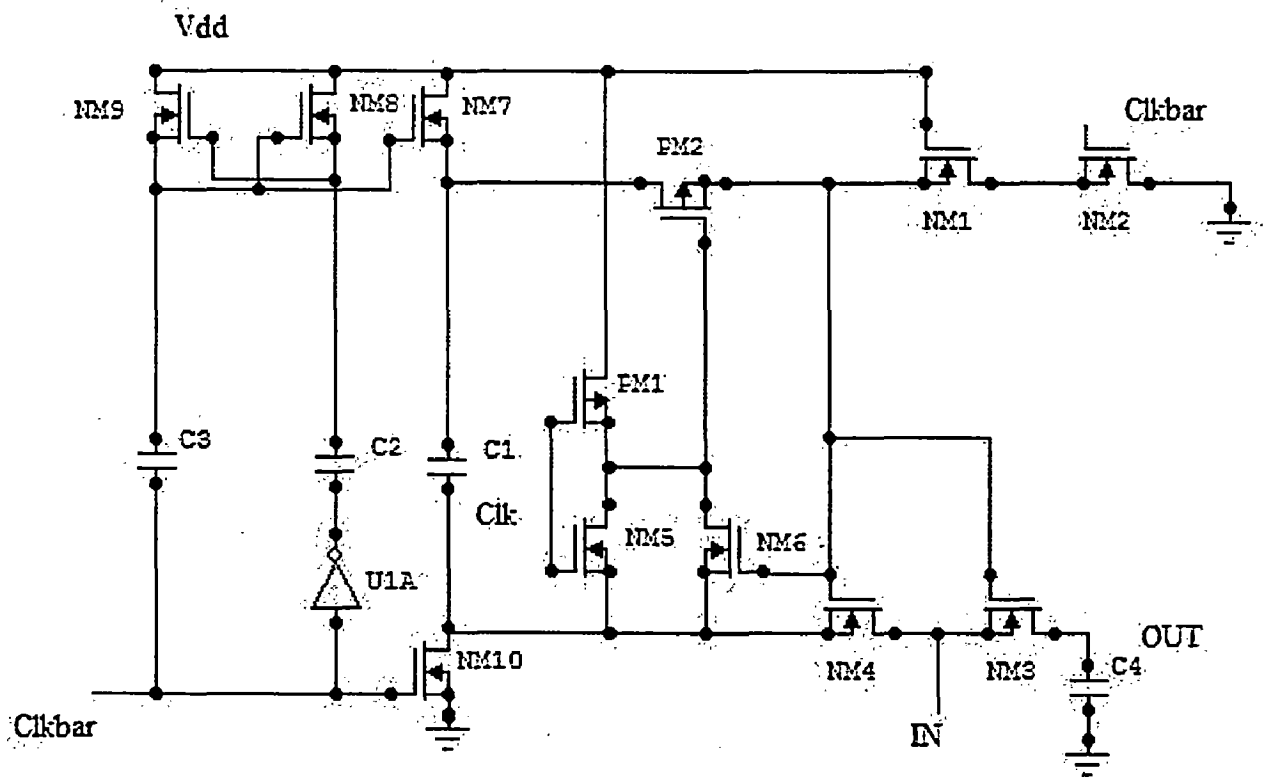 Vdd
NM9
NM8
NM7
PM2
Clkbar
NM1
NM2
PM1
C3
C2
C1
Clk
NM5
NM6
U1A
NM10
NM4
NM3
OUT
C4
Clkbar
IN